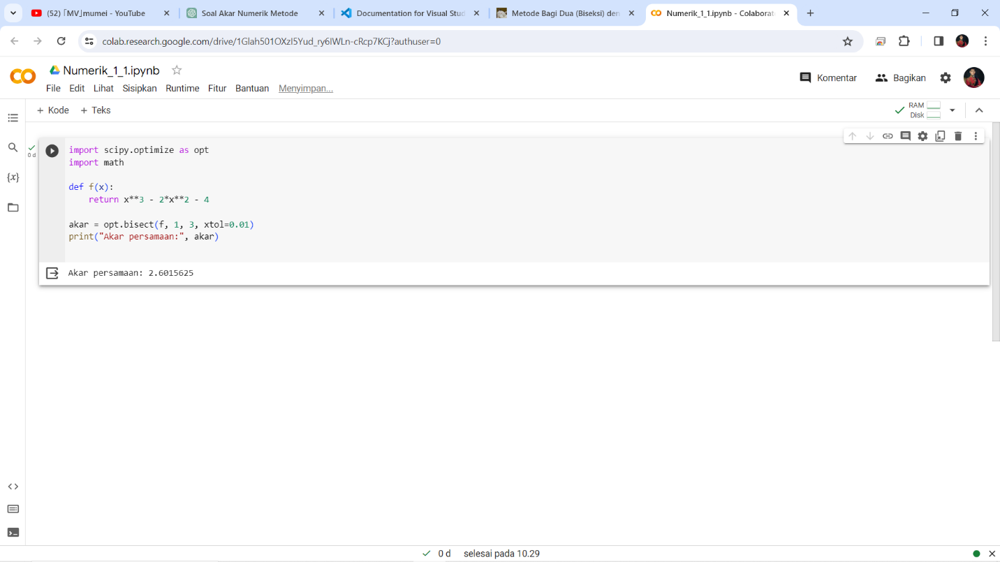 (52) ｢MV｣mumei - YouTube
Soal Akar Numerik Metode
Documentation for Visual Stud
Metode Bagi Dua (Biseksi) den
Numerik_1_1.ipynb - Colaborat
colab.research.google.com/drive/1Glah501OXzI5Yud_ry6IWLn-cRcp7KCj?authuser=0
CO
Numerik_1_1.ipynb
File Edit Lihat Sisipkan Runtime Fitur Bantuan Menyimpan...
Komentar
Bagikan
+ Kode + Teks
RAM
Disk
{x}
0 d
import scipy.optimize as opt
import math
def f(x):
return x**3 - 2*x**2 - 4
akar = opt.bisect(f, 1, 3, xtol=0.01)
print("Akar persamaan:", akar)
Akar persamaan: 2.6015625
0 d selesai pada 10.29